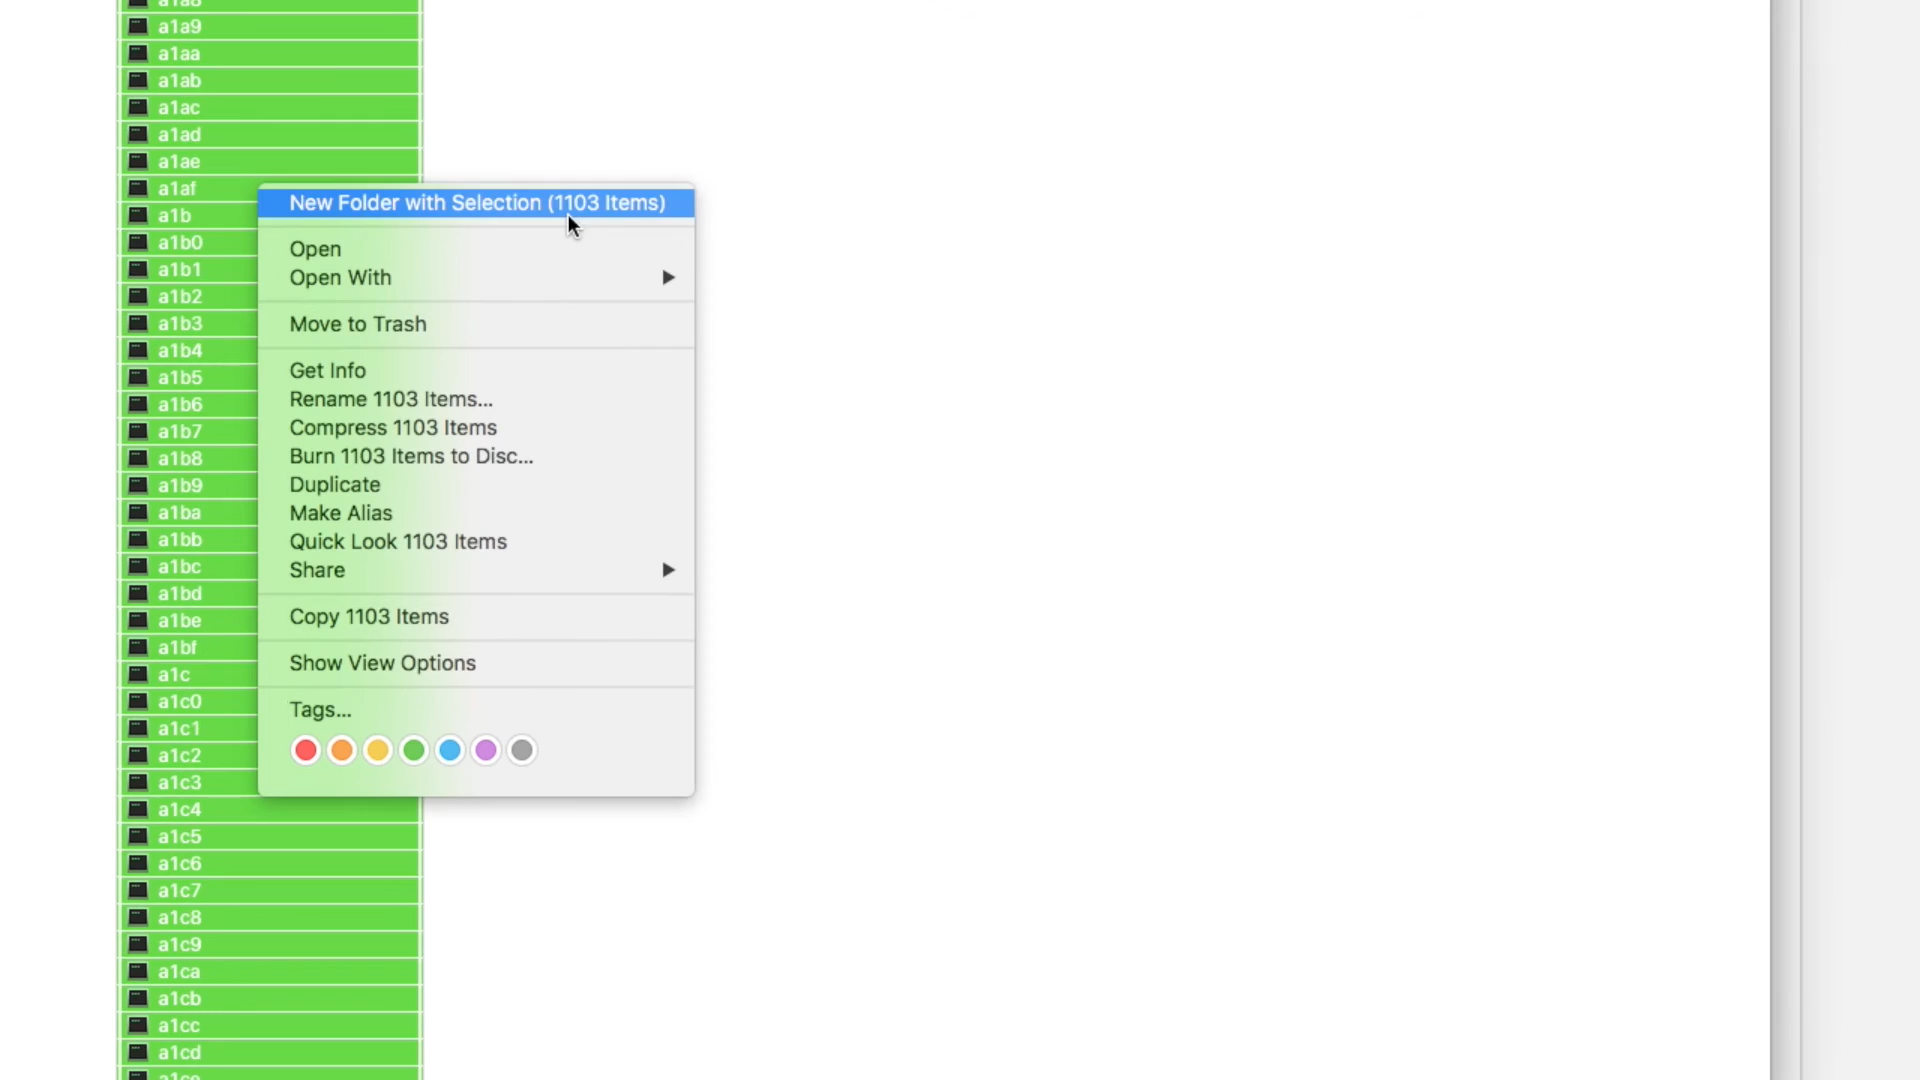 a1a8
a1a9
a1aa
a1ab
a1ac
a1ad
a1ae
a1af
a1b
a1b0
a1b1
a1b2
a1b3
a1b4
a1b5
a1b6
a1b7
a1b8
a1b9
a1ba
a1bb
a1bc
a1bd
a1be
a1bf
a1c
a1c0
a1c1
a1c2
a1c3
a1c4
a1c5
a1c6
a1c7
a1c8
a1c9
a1ca
a1cb
a1cc
a1cd
a1ce
New Folder with Selection (1103 Items)
Open
Open With
Move to Trash
Get Info
Rename 1103 Items...
Compress 1103 Items
Burn 1103 Items to Disc...
Duplicate
Make Alias
Quick Look 1103 Items
Share
Copy 1103 Items
Show View Options
Tags...